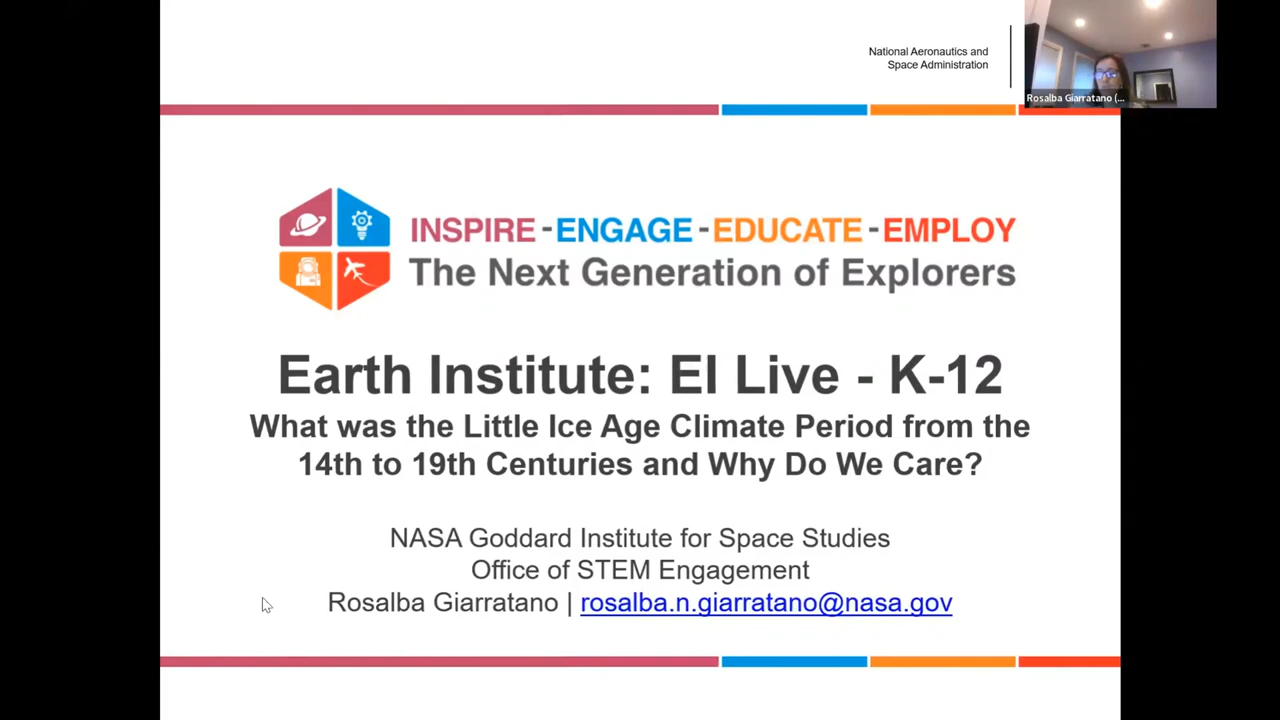 National Aeronautics and
Space Administration
Rosalba Giarratano (...
INSPIRE - ENGAGE - EDUCATE - EMPLOY
The Next Generation of Explorers
Earth Institute: EI Live - K-12
What was the Little Ice Age Climate Period from the
14th to 19th Centuries and Why Do We Care?
NASA Goddard Institute for Space Studies
Office of STEM Engagement
Rosalba Giarratano | rosalba.n.giarratano@nasa.gov